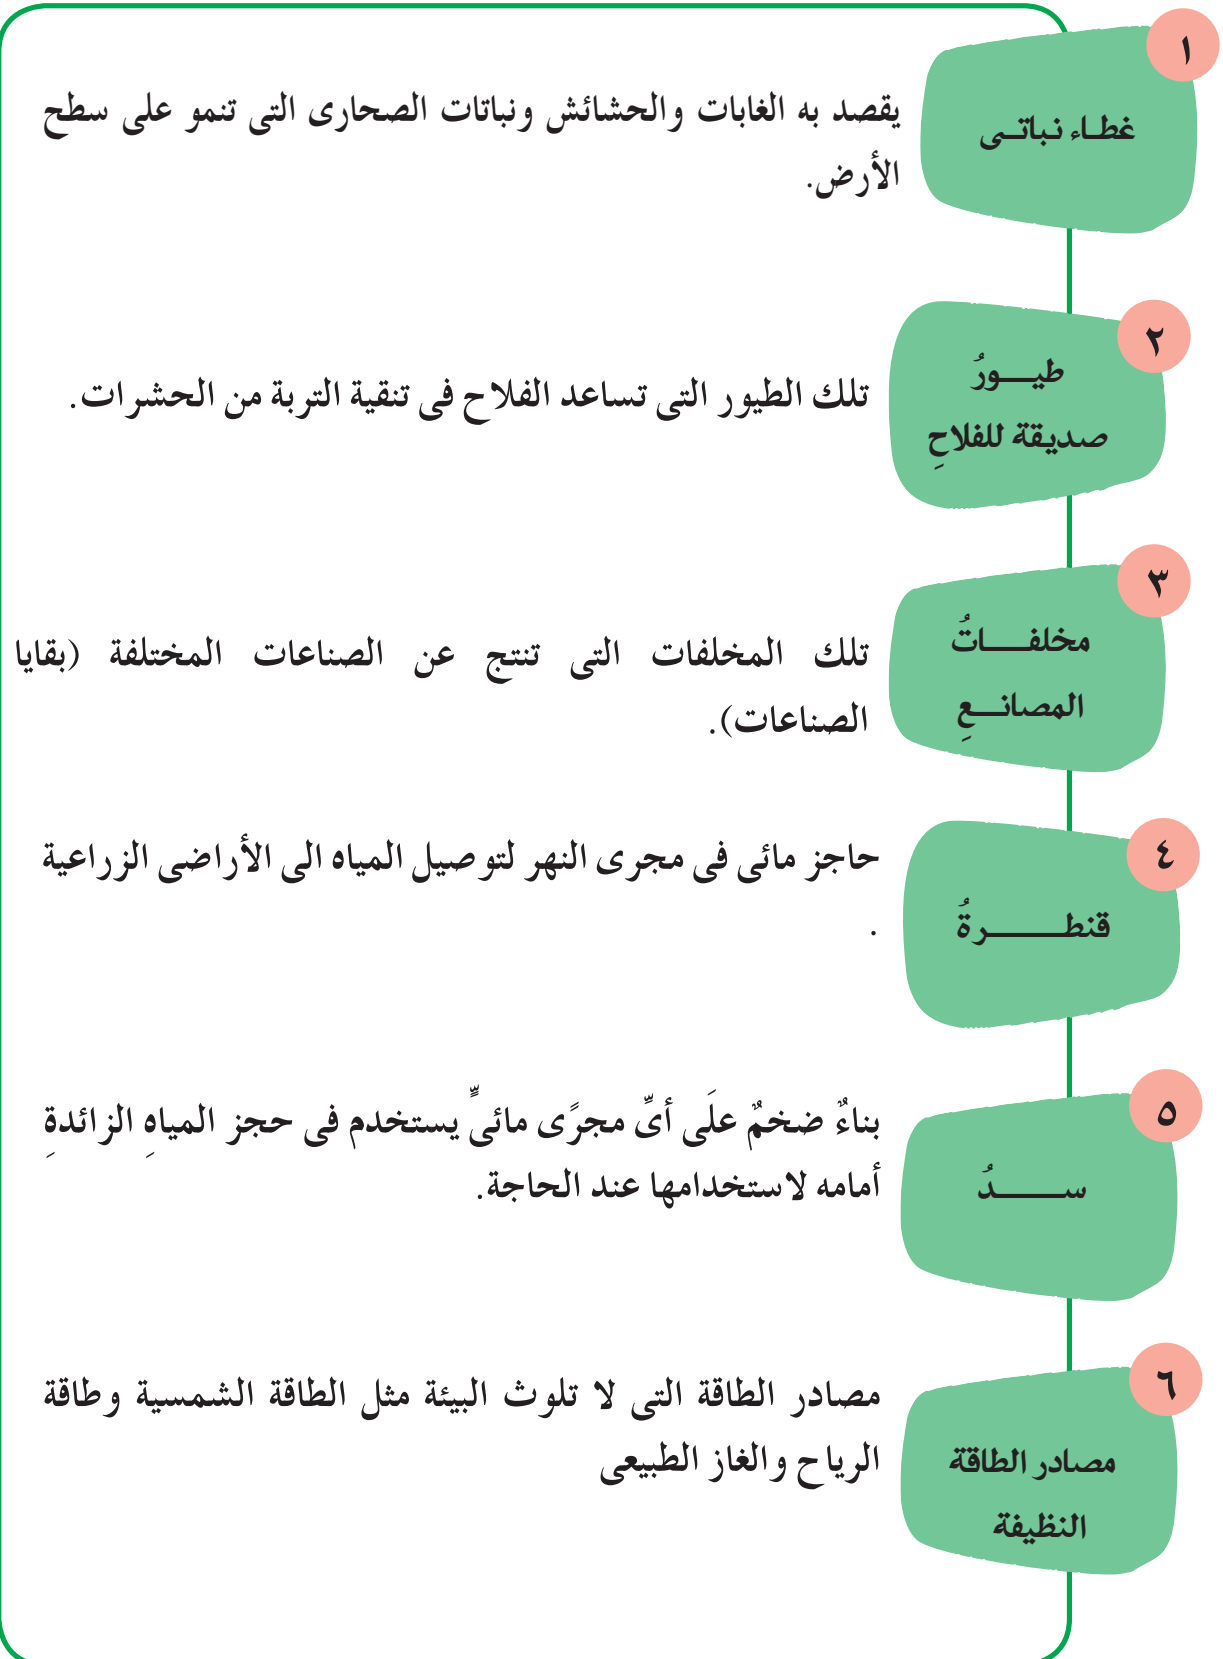 ١
غطاء نباتى
يقصد به الغابات والحشائش ونباتات الصحارى التى تنمو على سطح
الأرض.
٢
طيورُ
صديقة للفلاحِ
تلك الطيور التى تساعد الفلاح فى تنقية التربة من الحشرات.
٣
مخلفاتُ
المصانعِ
تلك المخلفات التى تنتج عن الصناعات المختلفة (بقايا
الصناعات).
٤
قنطرةُ
حاجز مائى فى مجرى النهر لتوصيل المياه الى الأراضى الزراعية
.
٥
سدُ
بناءٌ ضخمٌ علَى أىِّ مجرًى مائىٍّ يستخدم فى حجز المياهِ الزائدةِ
أمامه لاستخدامها عند الحاجة.
٦
مصادر الطاقة
النظيفة
مصادر الطاقة التى لا تلوث البيئة مثل الطاقة الشمسية وطاقة
الرياح والغاز الطبيعى